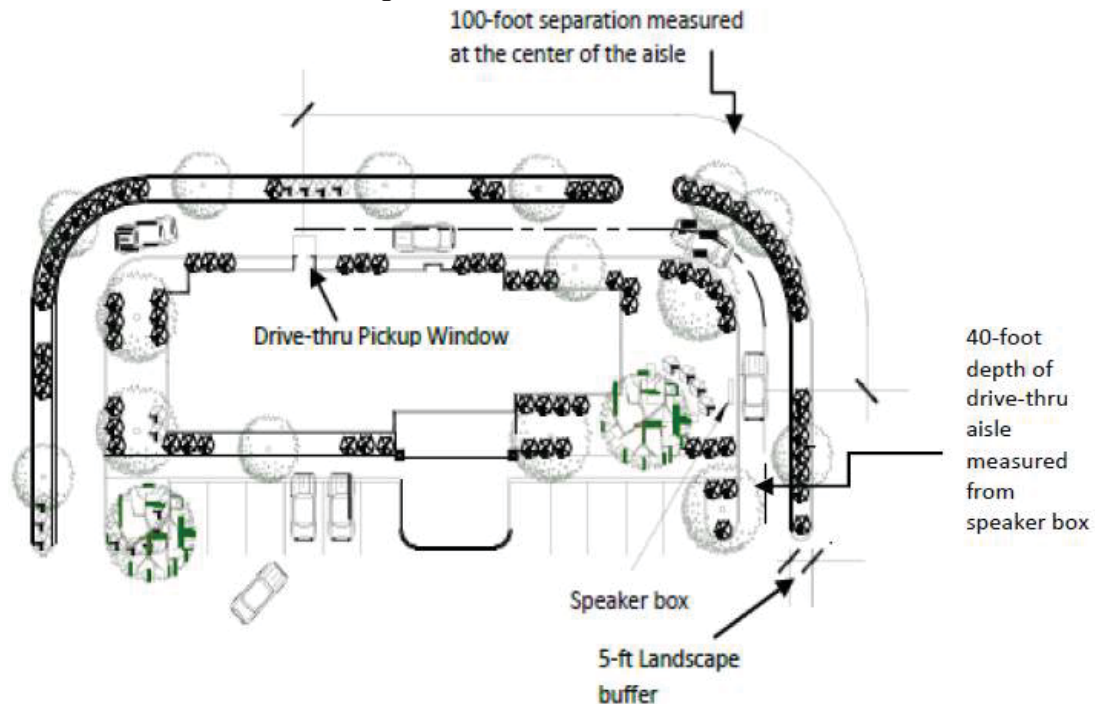 100-foot separation measured
at the center of the aisle
Drive-thru Pickup Window
40-foot
depth of
drive-thru
aisle
measured
from
speaker box
Speaker box
5-ft Landscape
buffer